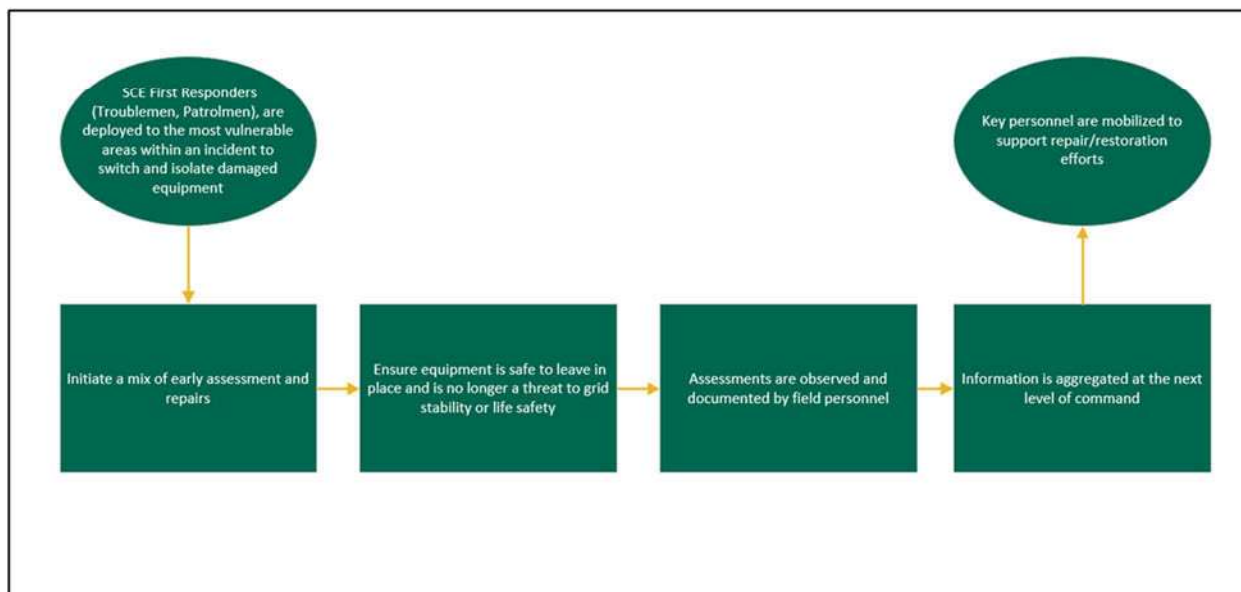 SCE First Responders
(Troublemen, Patrolmen), are
deployed to the most vulnerable
areas within an incident to
switch and isolate damaged
equipment
Key personnel are mobilized to
support repair/restoration
efforts
Initiate a mix of early assessment and
repairs
Ensure equipment is safe to leave in
place and is no longer a threat to grid
stability or life safety
Assessments are observed and
documented by field personnel
Information is aggregated at the next
level of command